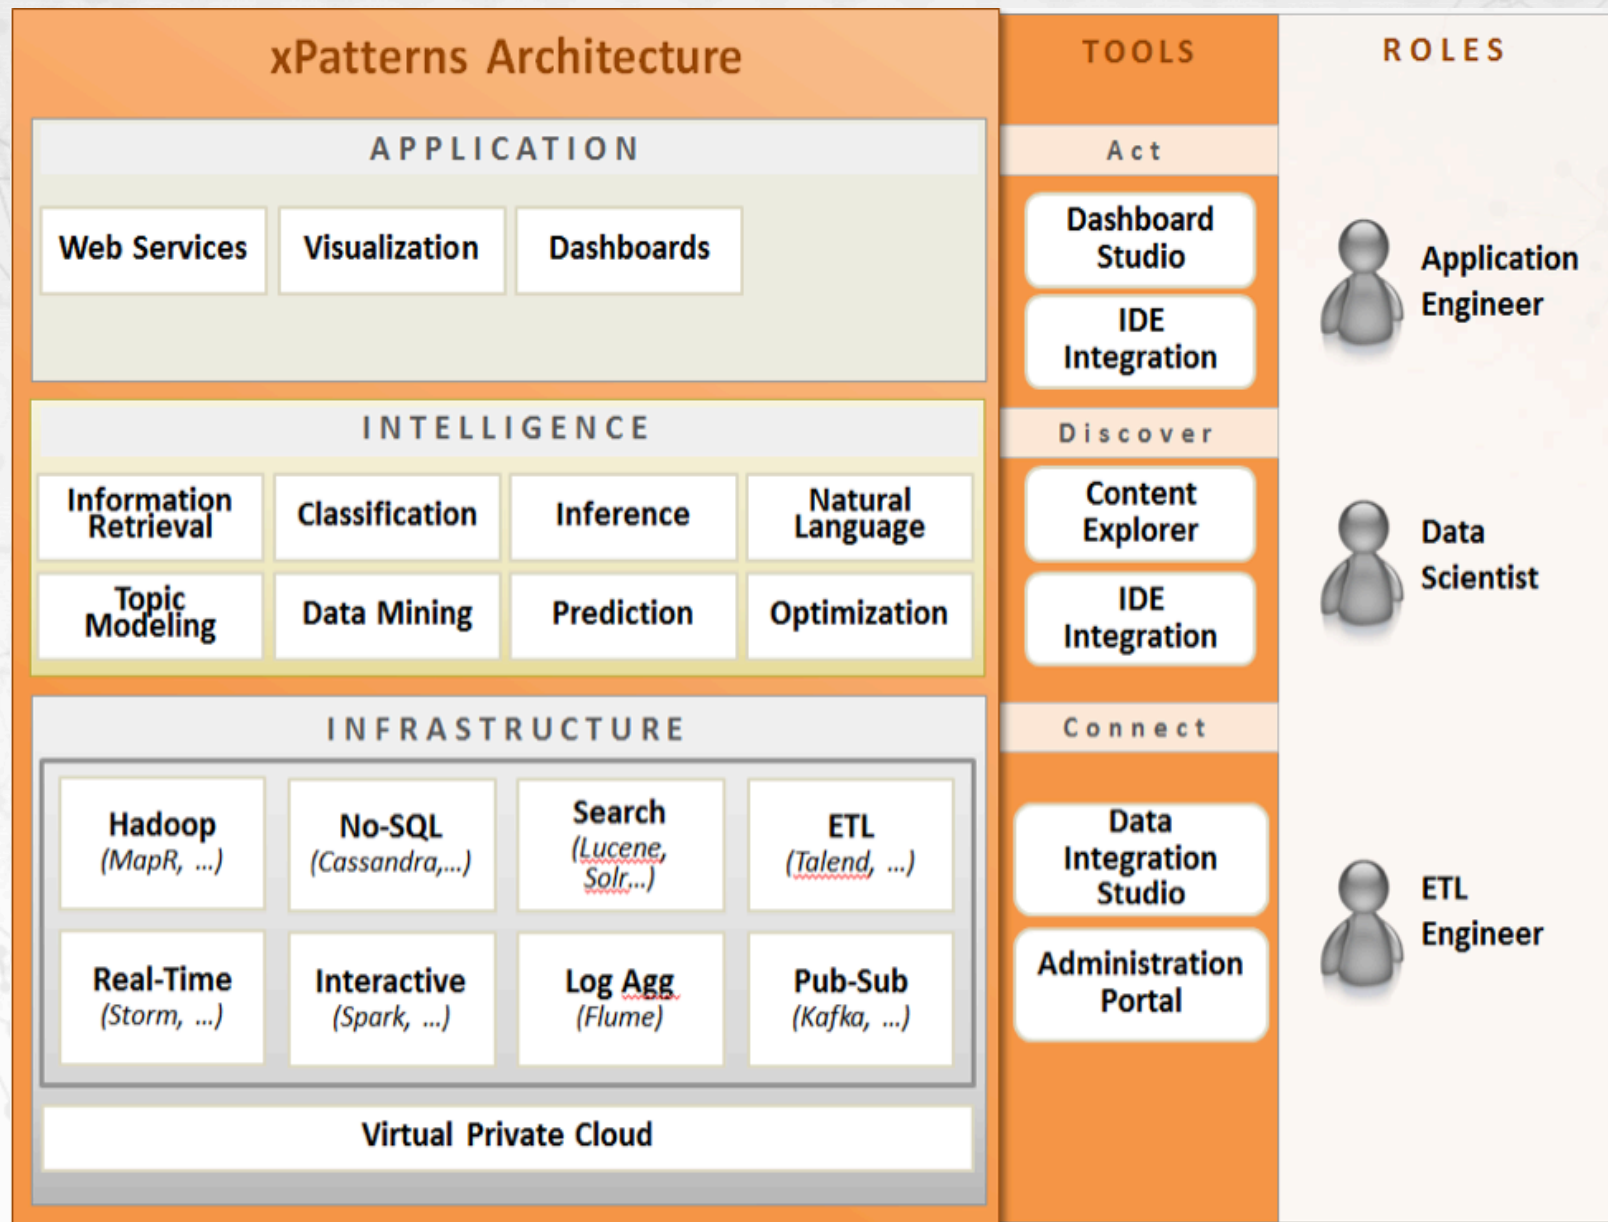 xPatterns Architecture
TOOLS
ROLES
APPLICATION
Web Services
Visualization
Dashboards
Act
Dashboard
Studio
IDE
Integration
Application
Engineer
INTELLIGENCE
Information
Retrieval
Classification
Inference
Natural
Language
Topic
Modeling
Data Mining
Prediction
Optimization
Discover
Content
Explorer
IDE
Integration
Data
Scientist
INFRASTRUCTURE
Hadoop
(MapR, ...)
No-SQL
(Cassandra,...)
Search
(Lucene,
Solr,..)
ETL
(Talend, ...)
Real-Time
(Storm, ...)
Interactive
(Spark, ...)
Log Agg
(Flume)
Pub-Sub
(Kafka, ...)
Virtual Private Cloud
Connect
Data
Integration
Studio
Administration
Portal
ETL
Engineer